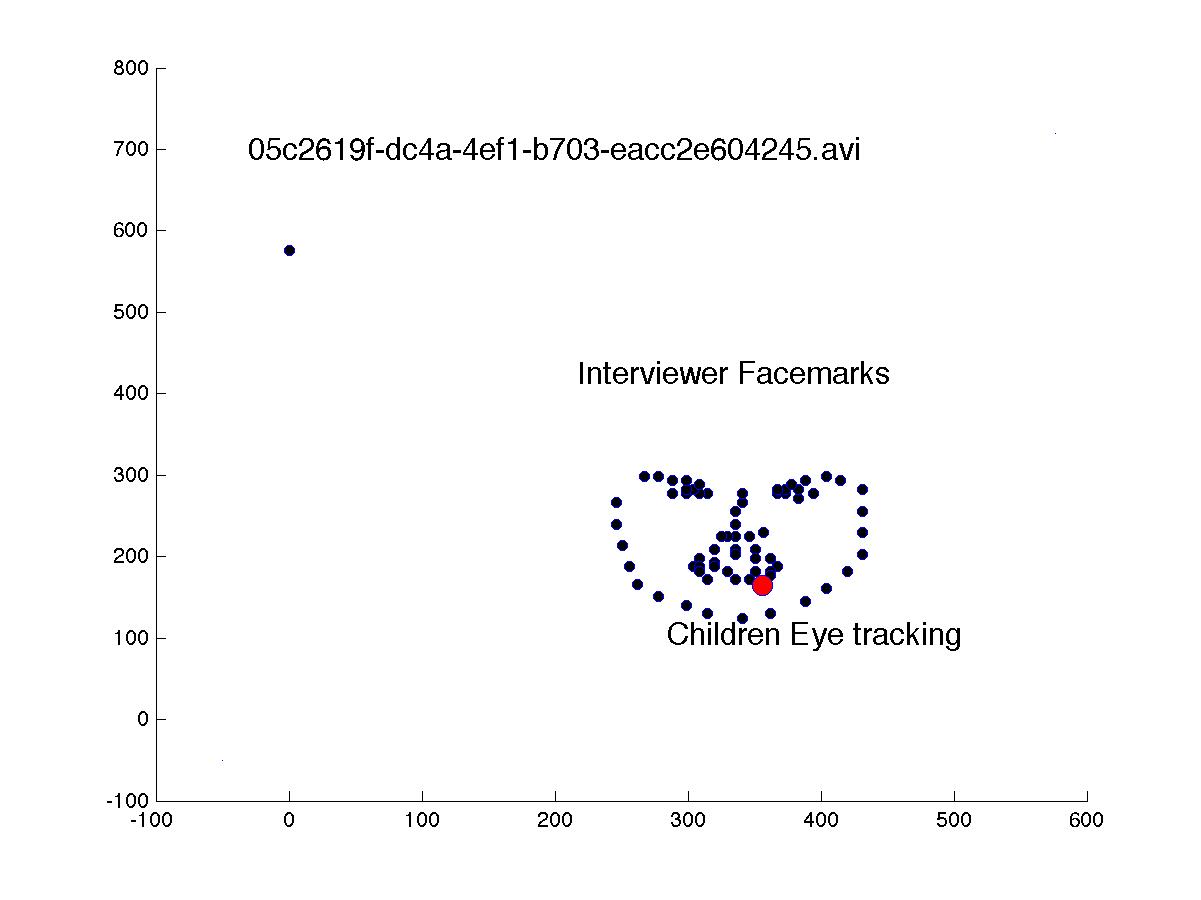 800
700
05c2619f-dc4a-4ef1-b703-eacc2e604245.avi
600
500
Interviewer Facemarks
400
300
200
100
Children Eye tracking
0
-100
-100 0 100 200 300 400 500 600